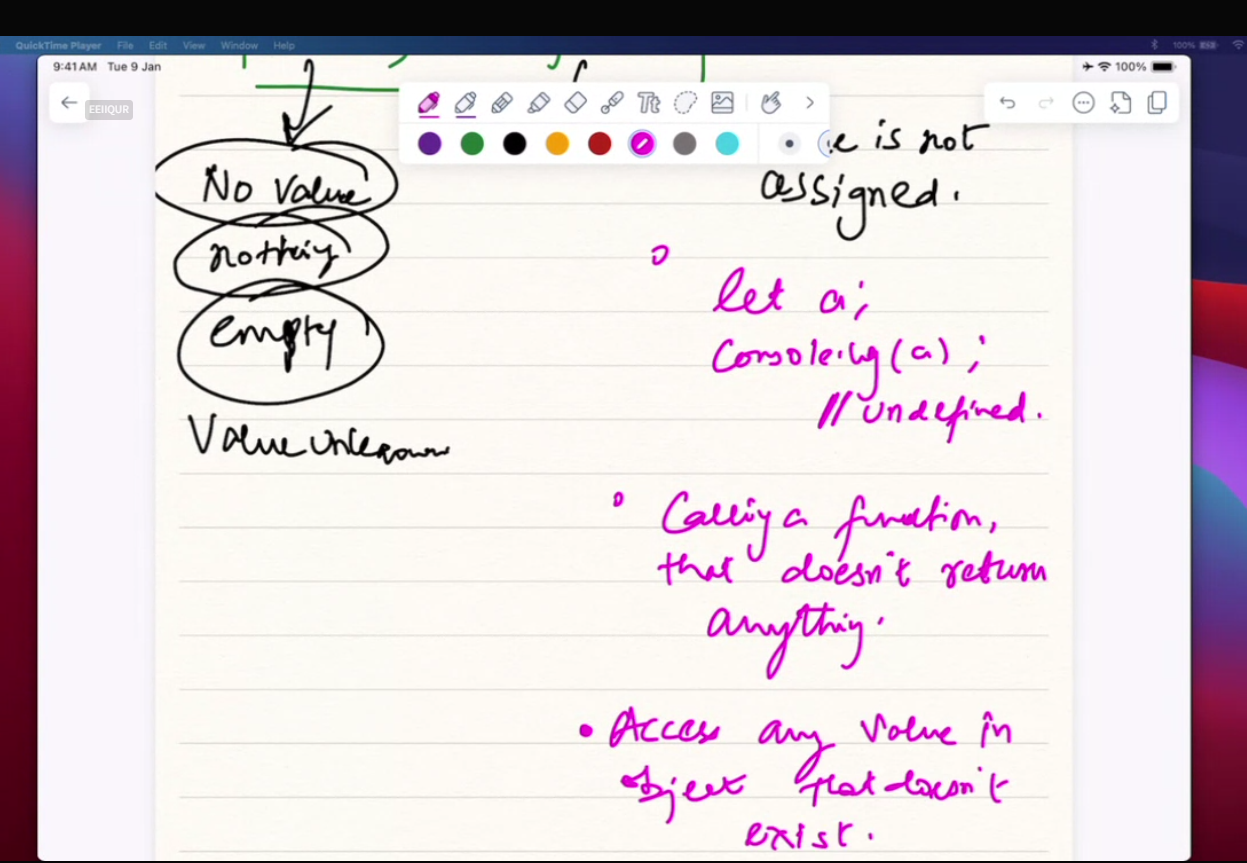 QuickTime Player File Edit View Window Help 100%
9:41 AM Tue 9 Jan 100%
EEIIQUR
Tt
No Value
nothing
empty
Value unknown
e is not
assigned.
let a;
Console.log(a);
// undefined.
Calling a function,
that doesn't return
anything.
Access any value in
object that doesn't
exist.